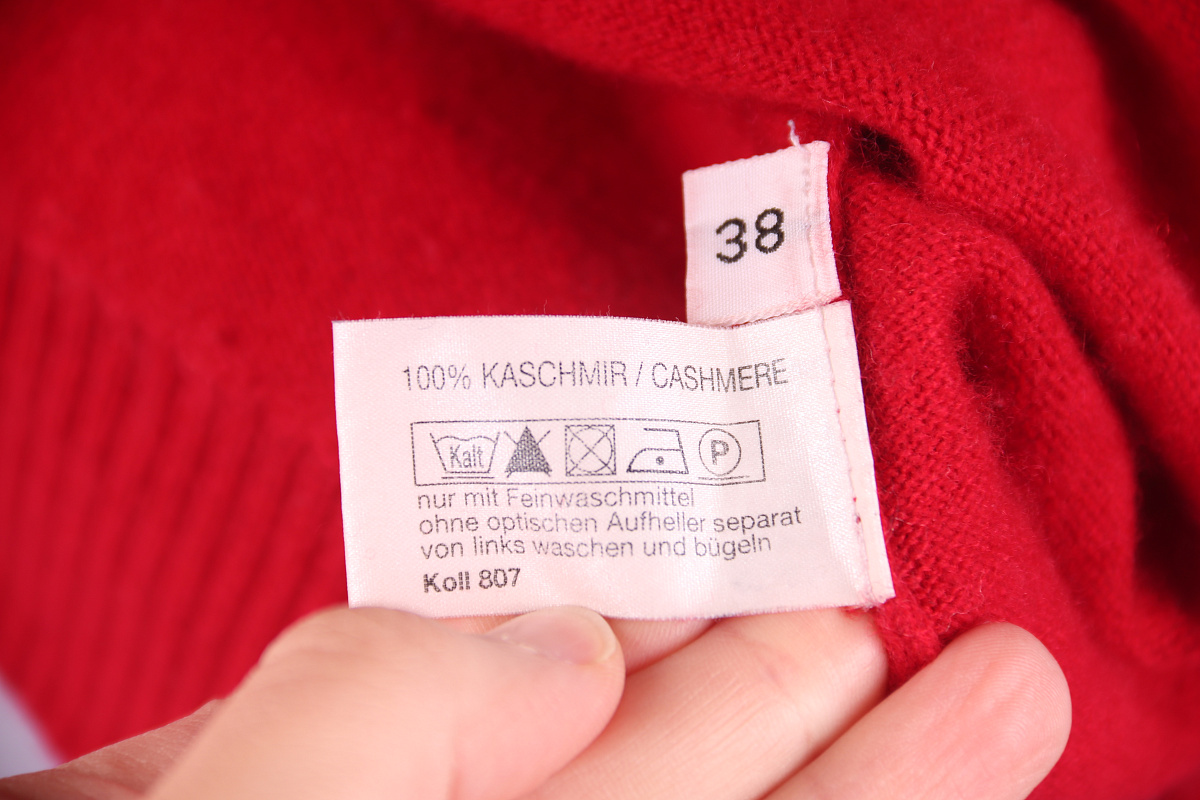 38
100% KASCHMIR / CASHMERE
Kalt P
nur mit Feinwaschmittel
ohne optischen Aufheller separat
von links waschen und bügeln
Koll 807